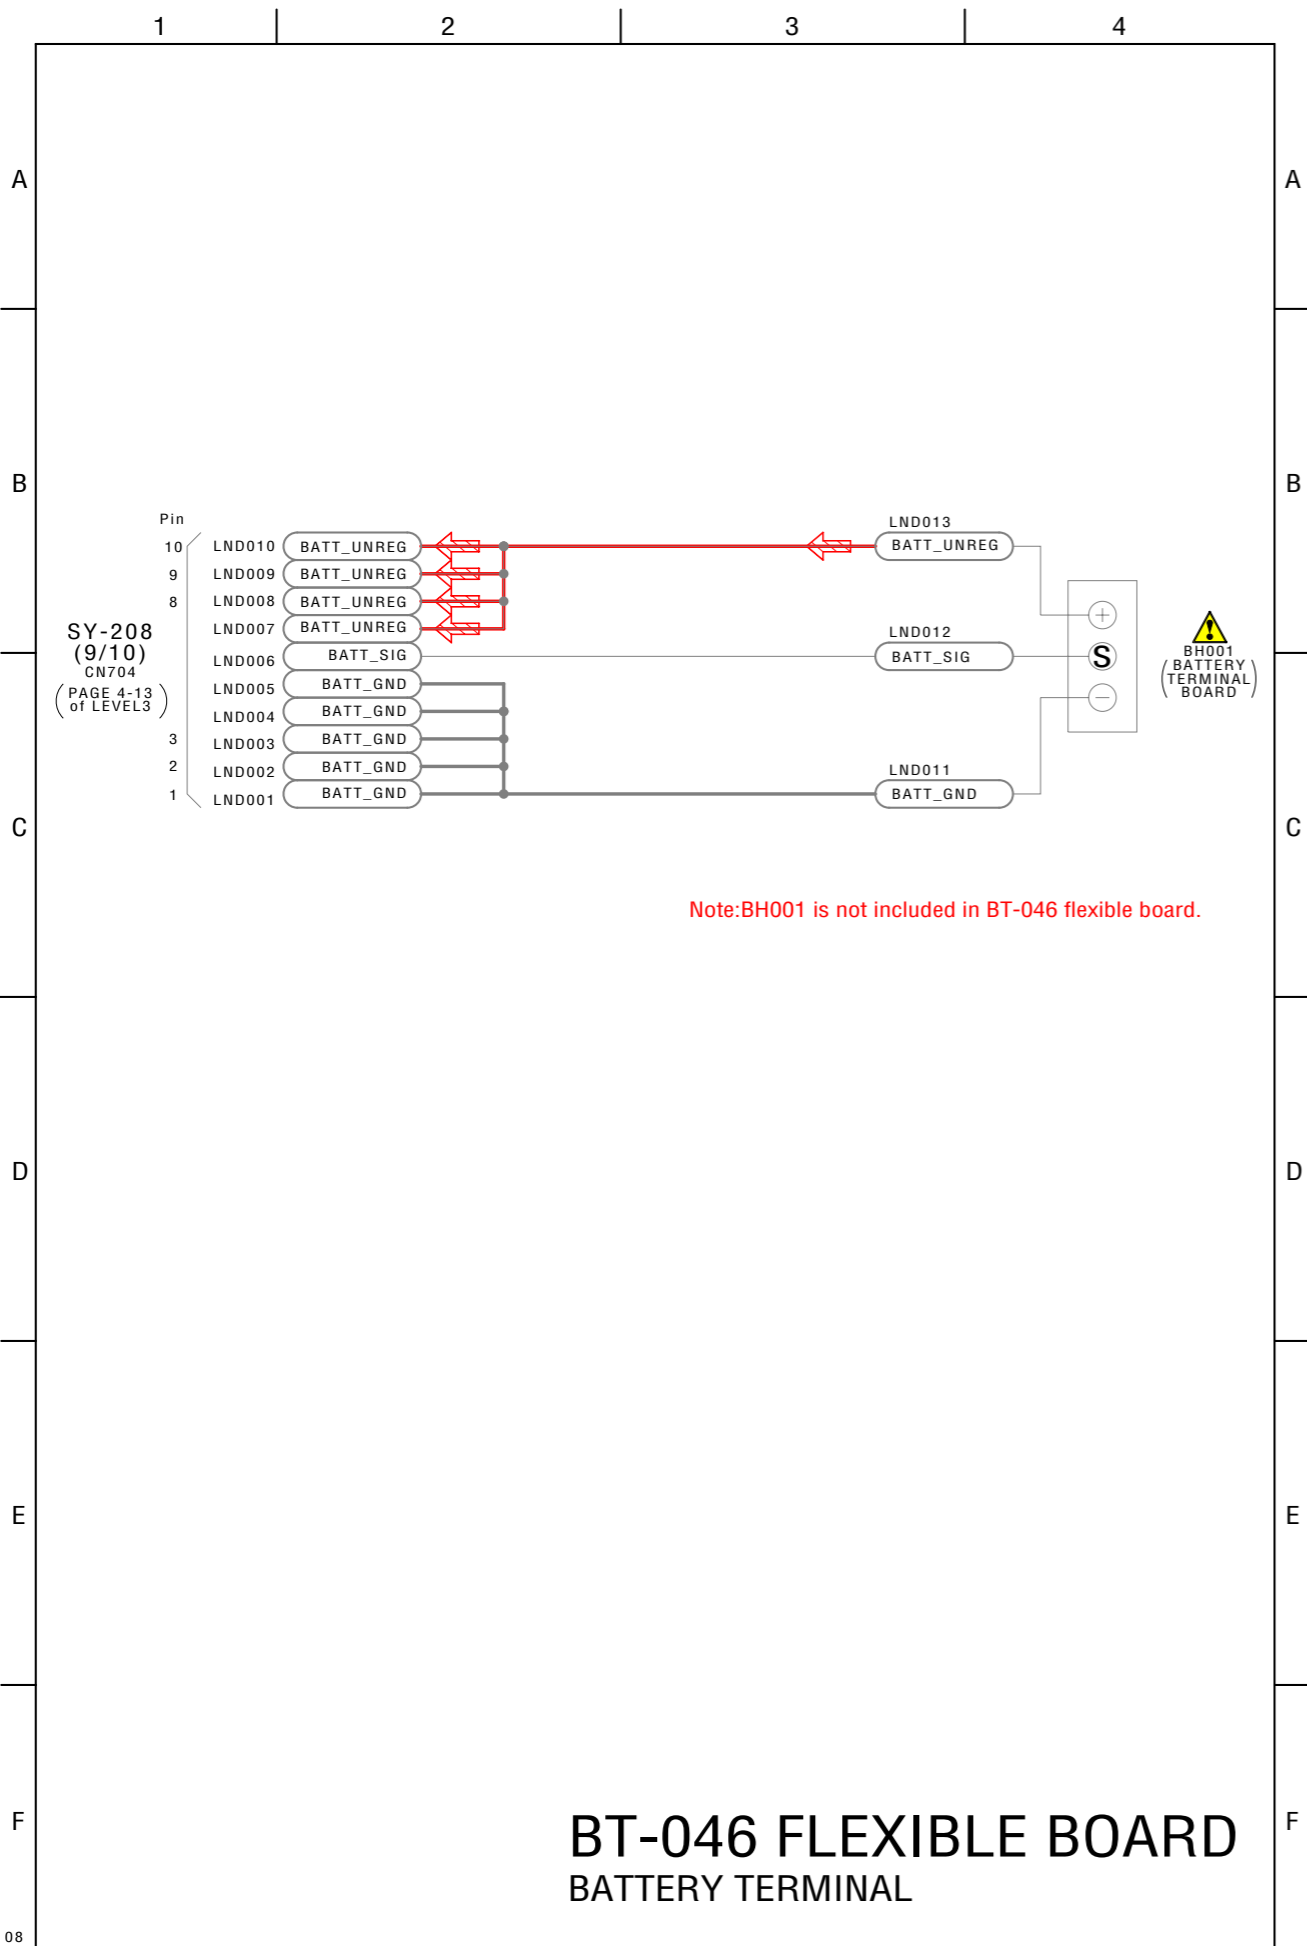 1 2 3 4
A A
B B
Pin
LND013
10 LND010 BATT_UNREG BATT_UNREG
9 LND009 BATT_UNREG
8 LND008 BATT_UNREG
LND007 BATT_UNREG
+
SY-208
(9/10)
CN704
(PAGE 4-13
of LEVEL3)
LND012
LND006 BATT_SIG BATT_SIG
S
BH001
(BATTERY
TERMINAL
BOARD)
LND005 BATT_GND
−
LND004 BATT_GND
3 LND003 BATT_GND
2 LND002 BATT_GND
LND011
1 LND001 BATT_GND BATT_GND
C C
Note:BH001 is not included in BT-046 flexible board.
D D
E E
F F
BT-046 FLEXIBLE BOARD
BATTERY TERMINAL
08